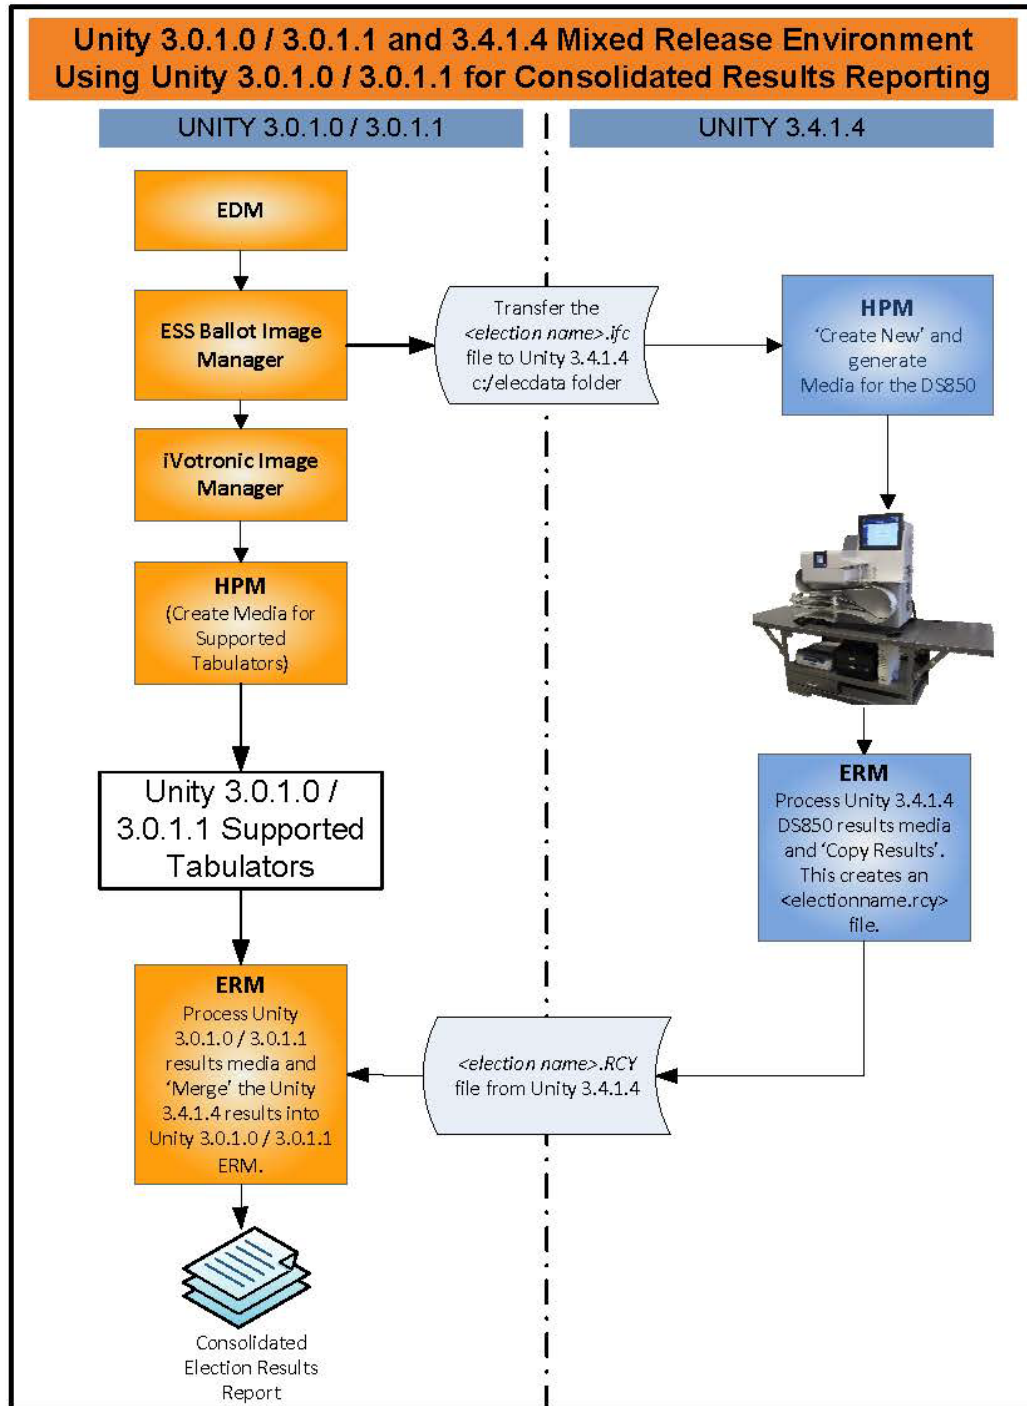 Unity 3.0.1.0 / 3.0.1.1 and 3.4.1.4 Mixed Release Environment
Using Unity 3.0.1.0 / 3.0.1.1 for Consolidated Results Reporting
UNITY 3.0.1.0 / 3.0.1.1
UNITY 3.4.1.4
EDM
ESS Ballot Image
Manager
Transfer the
<election name>.ifc
file to Unity 3.4.1.4
c:/elecdata folder
HPM
‘Create New’ and
generate
Media for the DS850
iVotronic Image
Manager
HPM
(Create Media for
Supported
Tabulators)
Unity 3.0.1.0 /
3.0.1.1 Supported
Tabulators
ERM
Process Unity 3.4.1.4
DS850 results media
and ‘Copy Results’.
This creates an
<electionname.rcy>
file.
ERM
Process Unity
3.0.1.0 / 3.0.1.1
results media and
‘Merge’ the Unity
3.4.1.4 results into
Unity 3.0.1.0 / 3.0.1.1
ERM.
<election name>.RCY
file from Unity 3.4.1.4
Consolidated
Election Results
Report